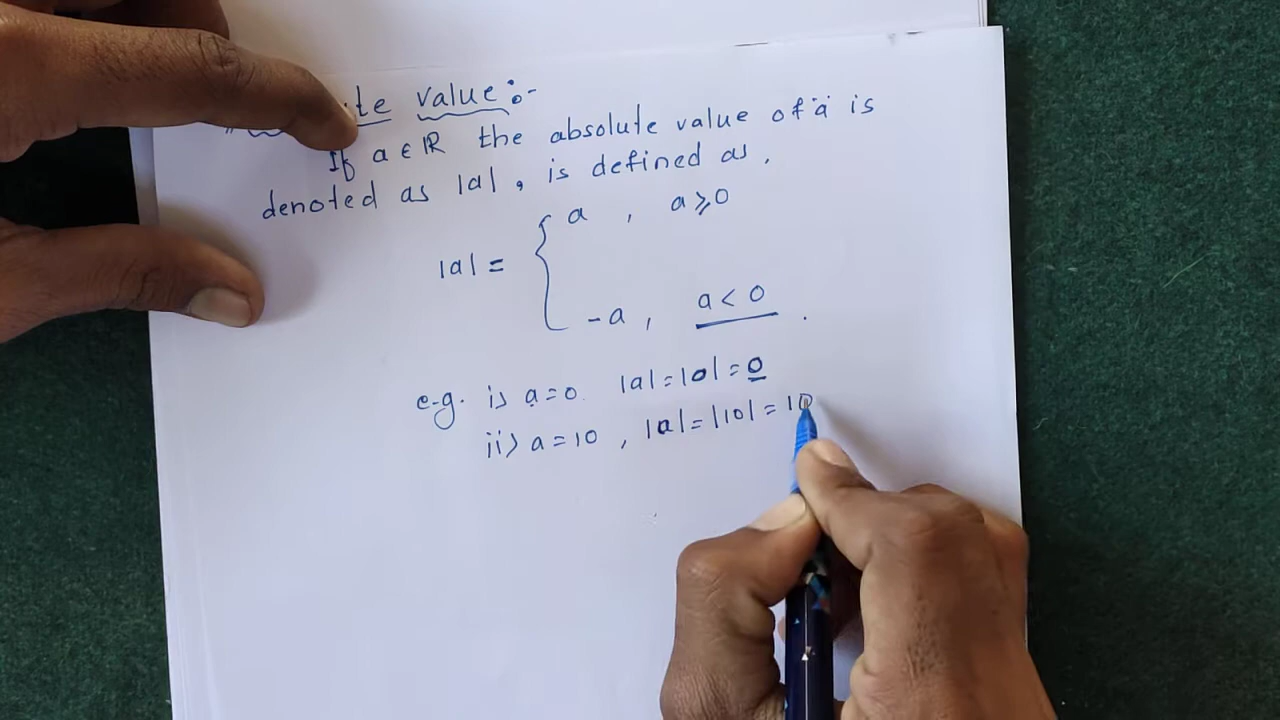 value :-
If a ∈ ℝ the absolute value of 'a' is
denoted as |a|, is defined as,
|a| = { a , a ≥ 0
-a , a < 0 .
e.g. i> a = 0. |a| = |0| = 0
ii> a = 10 , |a| = |10| = 10